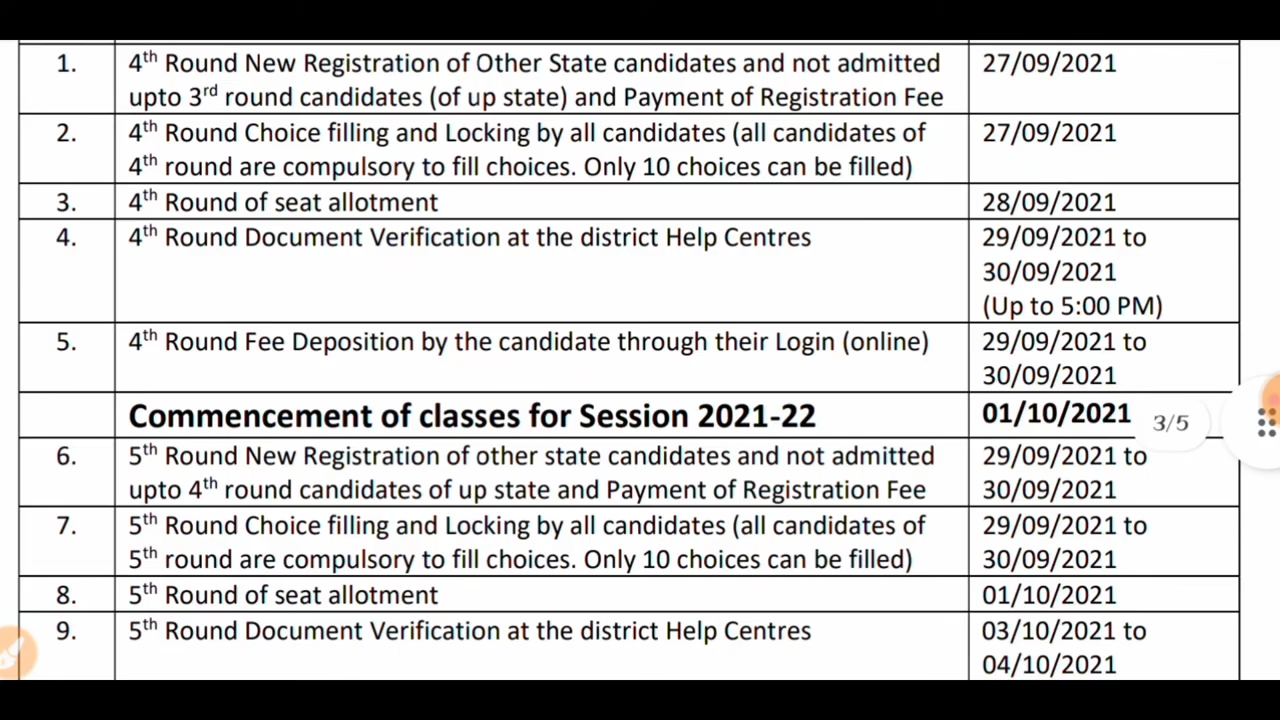 1. 4th Round New Registration of Other State candidates and not admitted 27/09/2021
upto 3rd round candidates (of up state) and Payment of Registration Fee
2. 4th Round Choice filling and Locking by all candidates (all candidates of 27/09/2021
4th round are compulsory to fill choices. Only 10 choices can be filled)
3. 4th Round of seat allotment 28/09/2021
4. 4th Round Document Verification at the district Help Centres 29/09/2021 to
30/09/2021
(Up to 5:00 PM)
5. 4th Round Fee Deposition by the candidate through their Login (online) 29/09/2021 to
30/09/2021
Commencement of classes for Session 2021-22 01/10/2021 3/5
6. 5th Round New Registration of other state candidates and not admitted 29/09/2021 to
upto 4th round candidates of up state and Payment of Registration Fee 30/09/2021
7. 5th Round Choice filling and Locking by all candidates (all candidates of 29/09/2021 to
5th round are compulsory to fill choices. Only 10 choices can be filled) 30/09/2021
8. 5th Round of seat allotment 01/10/2021
9. 5th Round Document Verification at the district Help Centres 03/10/2021 to
04/10/2021